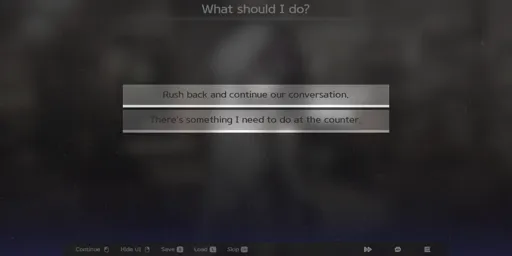 What should I do?
Rush back and continue our conversation.
There's something I need to do at the counter.
Continue
Hide UI
Save
Load
Skip